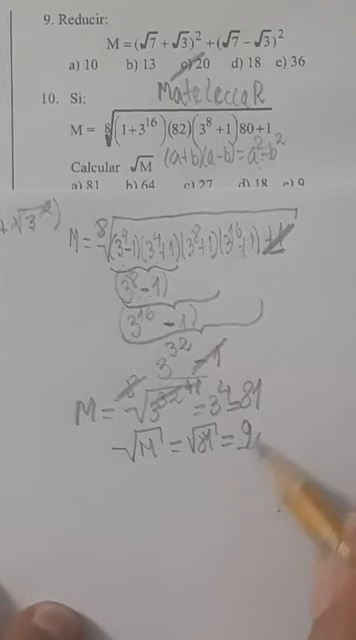 9. Reducir:
M = (√7 + √3)² + (√7 − √3)²
a) 10 b) 13 c) 20 d) 18 e) 36
10. Si: MateLeccaR
M = ⁸√(1+3¹⁶)(82)(3⁸+1)80+1
Calcular √M (a+b)(a-b)=a²-b²
a) 81 b) 64 c) 27 d) 18 e) 9
√3
M = ⁸√(3⁴-1)(3⁴+1)(3⁸+1)(3¹⁶+1)+1
(3⁸-1)
(3¹⁶-1)
3³² -1
M = ⁸√3³²+1 = 3⁴=81
√M = √81 = 9